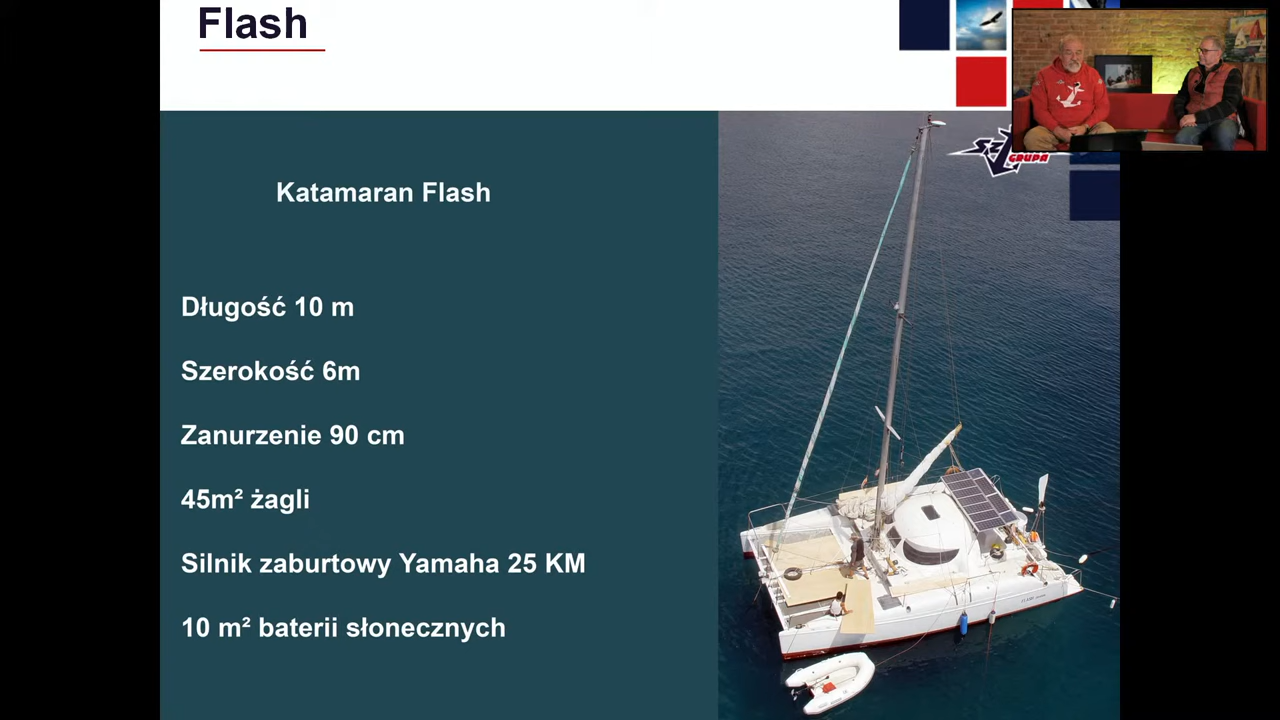 Flash
Katamaran Flash
Długość 10 m
Szerokość 6m
Zanurzenie 90 cm
45m² żagli
Silnik zaburtowy Yamaha 25 KM
10 m² baterii słonecznych
GRUPA